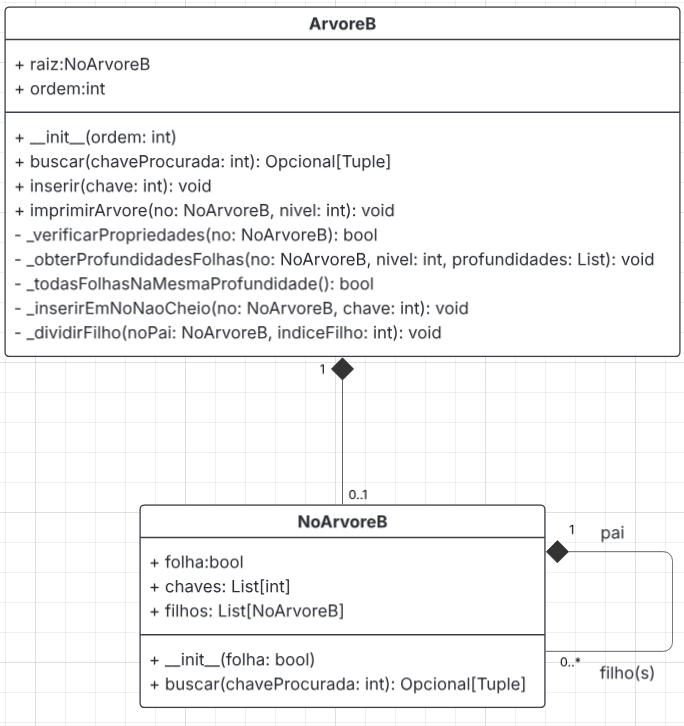 ArvoreB
+ raiz:NoArvoreB
+ ordem:int
+ __init__(ordem: int)
+ buscar(chaveProcurada: int): Opcional[Tuple]
+ inserir(chave: int): void
+ imprimirArvore(no: NoArvoreB, nivel: int): void
- _verificarPropriedades(no: NoArvoreB): bool
- _obterProfundidadesFolhas(no: NoArvoreB, nivel: int, profundidades: List): void
- _todasFolhasNaMesmaProfundidade(): bool
- _inserirEmNoNaoCheio(no: NoArvoreB, chave: int): void
- _dividirFilho(noPai: NoArvoreB, indiceFilho: int): void
1
0..1
NoArvoreB
+ folha:bool
+ chaves: List[int]
+ filhos: List[NoArvoreB]
+ __init__(folha: bool)
+ buscar(chaveProcurada: int): Opcional[Tuple]
1 pai
0..* filho(s)